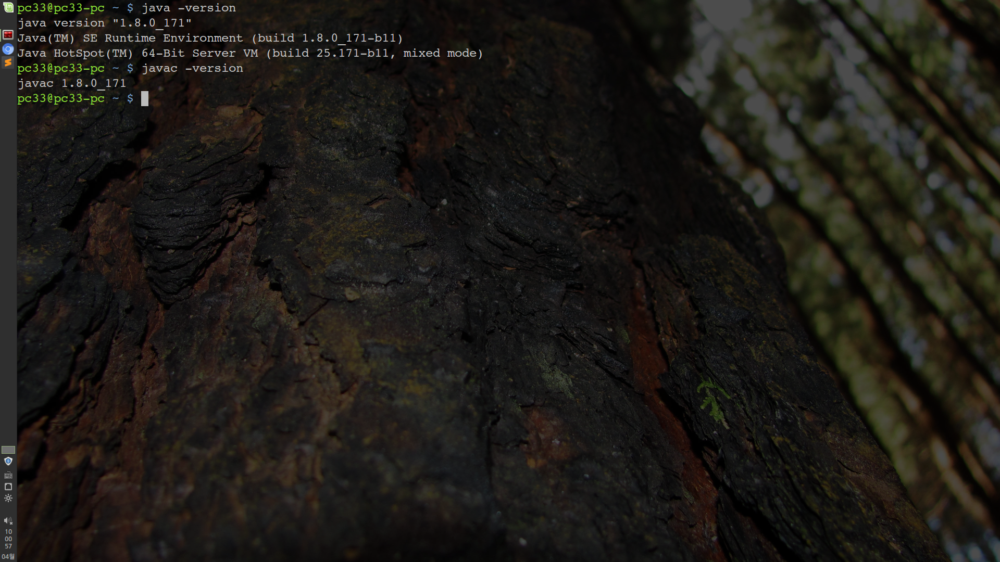 pc33@pc33-pc ~ $ java -version
java version "1.8.0_171"
Java(TM) SE Runtime Environment (build 1.8.0_171-b11)
Java HotSpot(TM) 64-Bit Server VM (build 25.171-b11, mixed mode)
pc33@pc33-pc ~ $ javac -version
javac 1.8.0_171
pc33@pc33-pc ~ $
10
00
57
04월